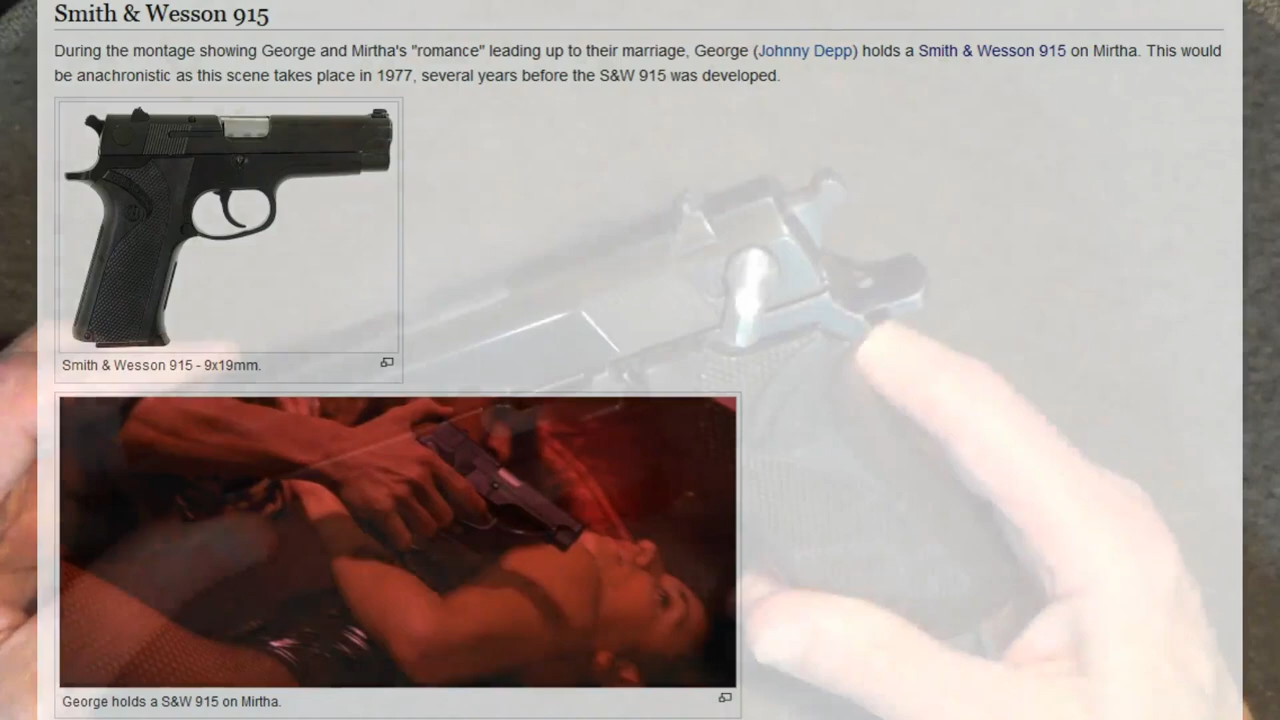 Smith & Wesson 915
During the montage showing George and Mirtha's "romance" leading up to their marriage, George (Johnny Depp) holds a Smith & Wesson 915 on Mirtha. This would
be anachronistic as this scene takes place in 1977, several years before the S&W 915 was developed.
Smith & Wesson 915 - 9x19mm.
George holds a S&W 915 on Mirtha.